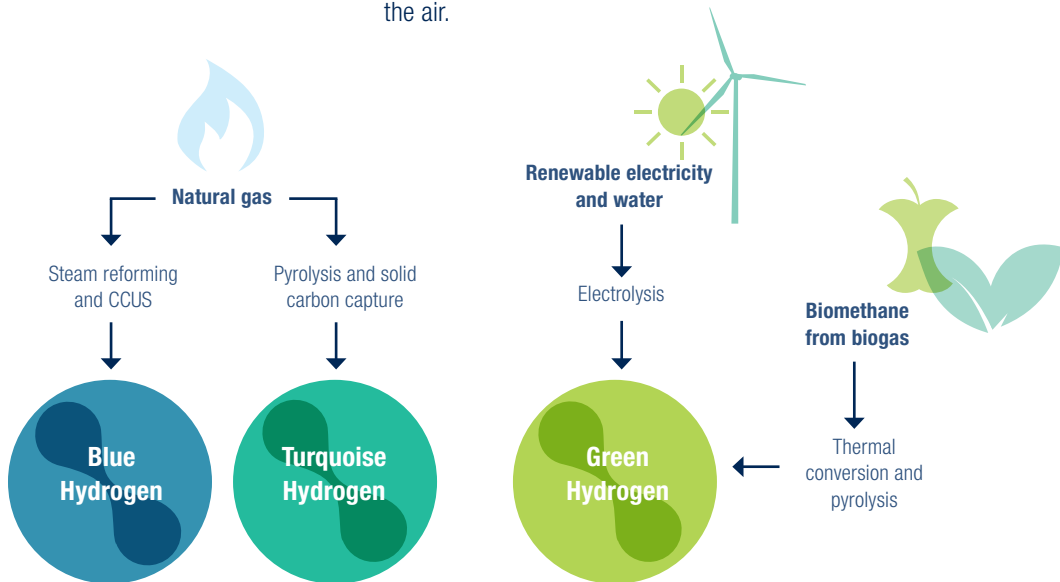 the air.
Natural gas
Steam reforming
and CCUS
Pyrolysis and solid
carbon capture
Blue
Hydrogen
Turquoise
Hydrogen
Renewable electricity
and water
Electrolysis
Green
Hydrogen
Biomethane
from biogas
Thermal
conversion and
pyrolysis